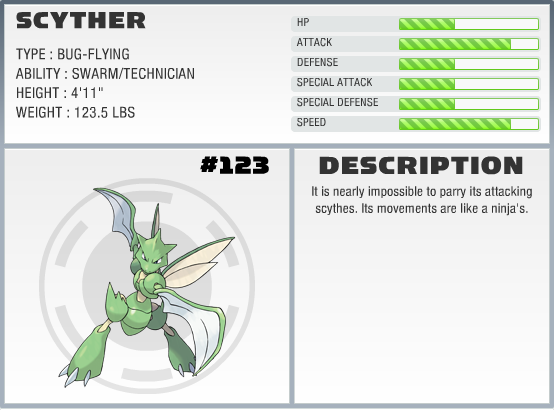 SCYTHER
TYPE : BUG-FLYING
ABILITY : SWARM/TECHNICIAN
HEIGHT : 4'11"
WEIGHT : 123.5 LBS
HP
ATTACK
DEFENSE
SPECIAL ATTACK
SPECIAL DEFENSE
SPEED
#123
DESCRIPTION
It is nearly impossible to parry its attacking
scythes. Its movements are like a ninja's.